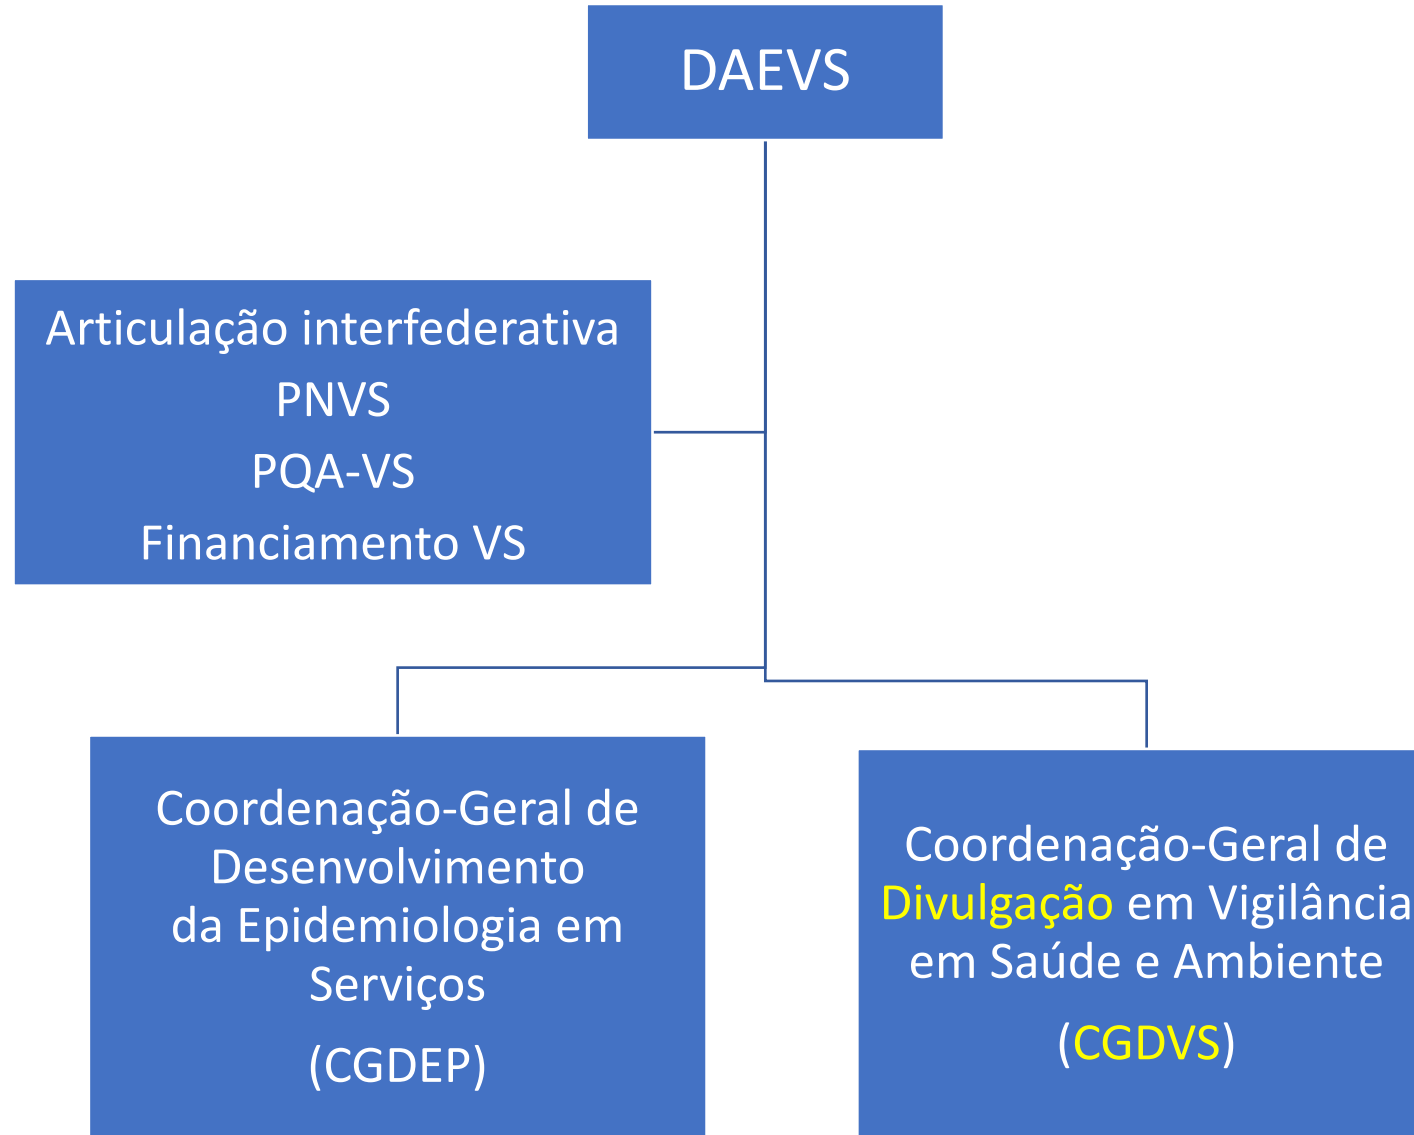 DAEVS
Articulação interfederativa
PNVS
PQA-VS
Financiamento VS
Coordenação-Geral de
Desenvolvimento
da Epidemiologia em
Serviços
(CGDEP)
Coordenação-Geral de
Divulgação em Vigilância
em Saúde e Ambiente
(CGDVS)